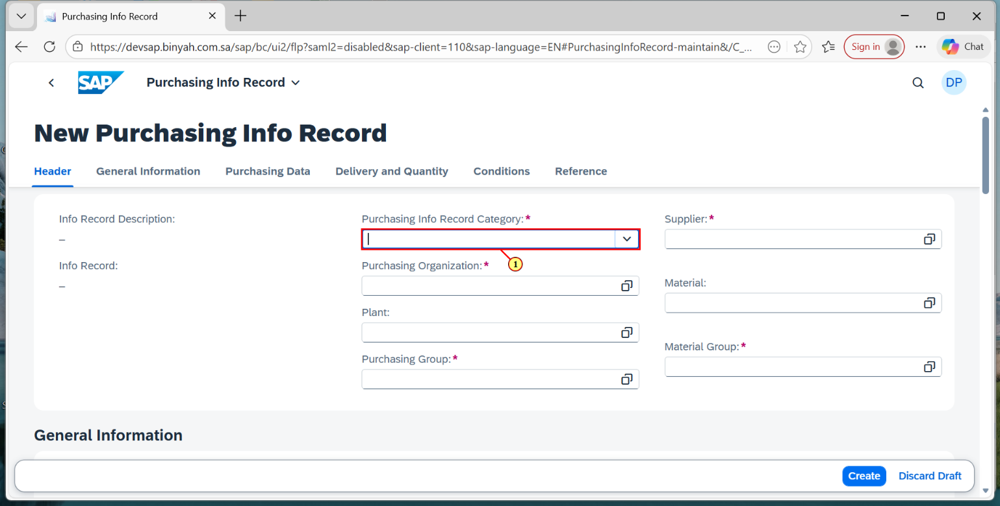 Purchasing Info Record
https://devsap.binyah.com.sa/sap/bc/ui2/flp?saml2=disabled&sap-client=110&sap-language=EN#PurchasingInfoRecord-maintain&/C_...
Sign in
Chat
SAP
Purchasing Info Record
DP
New Purchasing Info Record
Header General Information Purchasing Data Delivery and Quantity Conditions Reference
Info Record Description:
–
Info Record:
–
Purchasing Info Record Category:*
1
Purchasing Organization:*
Plant:
Purchasing Group:*
Supplier:*
Material:
Material Group:*
General Information
Create Discard Draft